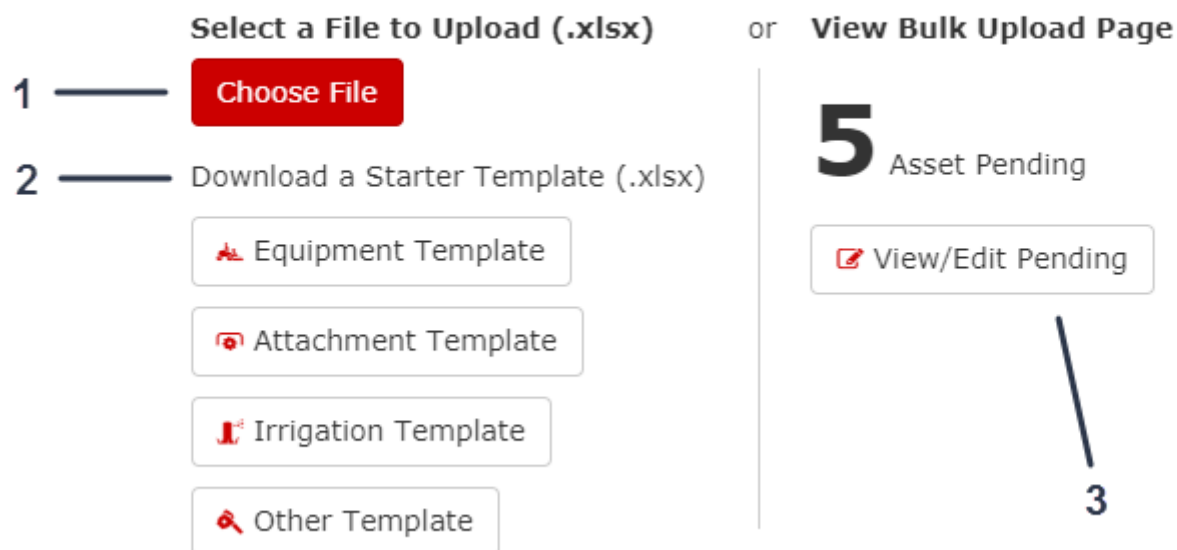 Select a File to Upload (.xlsx)
or
View Bulk Upload Page
1
Choose File
2
Download a Starter Template (.xlsx)
Equipment Template
Attachment Template
Irrigation Template
Other Template
5 Asset Pending
View/Edit Pending
3